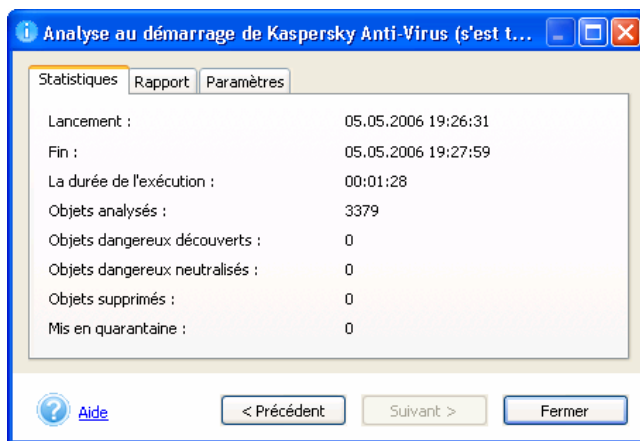 Analyse au démarrage de Kaspersky Anti-Virus (s'est t...
Statistiques Rapport Paramètres
Lancement : 05.05.2006 19:26:31
Fin : 05.05.2006 19:27:59
La durée de l'exécution : 00:01:28
Objets analysés : 3379
Objets dangereux découverts : 0
Objets dangereux neutralisés : 0
Objets supprimés : 0
Mis en quarantaine : 0
Aide < Précédent Suivant > Fermer